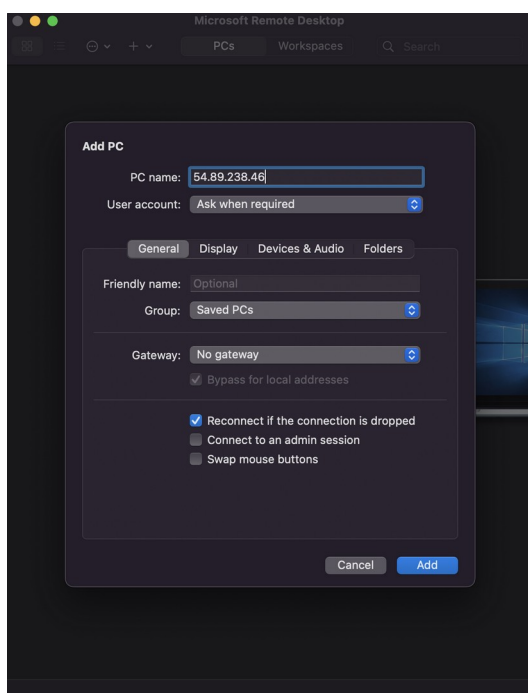 Microsoft Remote Desktop
PCs Workspaces Search
Add PC
PC name: 54.89.238.46
User account: Ask when required
General Display Devices & Audio Folders
Friendly name: Optional
Group: Saved PCs
Gateway: No gateway
Bypass for local addresses
Reconnect if the connection is dropped
Connect to an admin session
Swap mouse buttons
Cancel Add